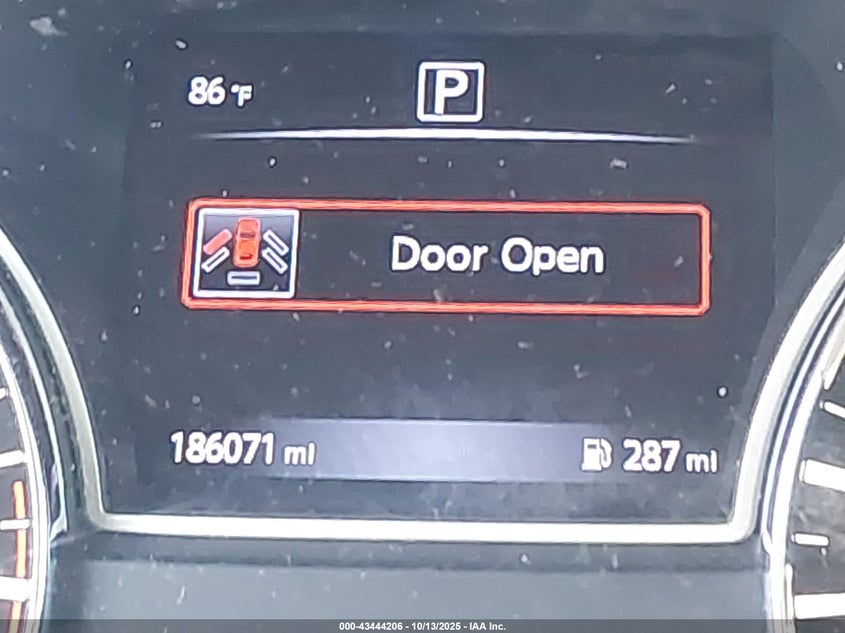 86 °F
P
Door Open
186071 mi
287 mi
000-43444206 - 10/13/2025 - IAA Inc.